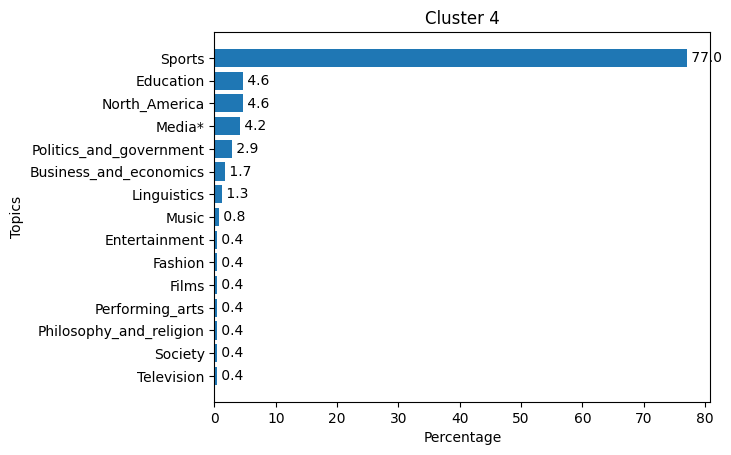 Cluster 4
Topics
Sports 77.0
Education 4.6
North_America 4.6
Media* 4.2
Politics_and_government 2.9
Business_and_economics 1.7
Linguistics 1.3
Music 0.8
Entertainment 0.4
Fashion 0.4
Films 0.4
Performing_arts 0.4
Philosophy_and_religion 0.4
Society 0.4
Television 0.4
0 10 20 30 40 50 60 70 80
Percentage